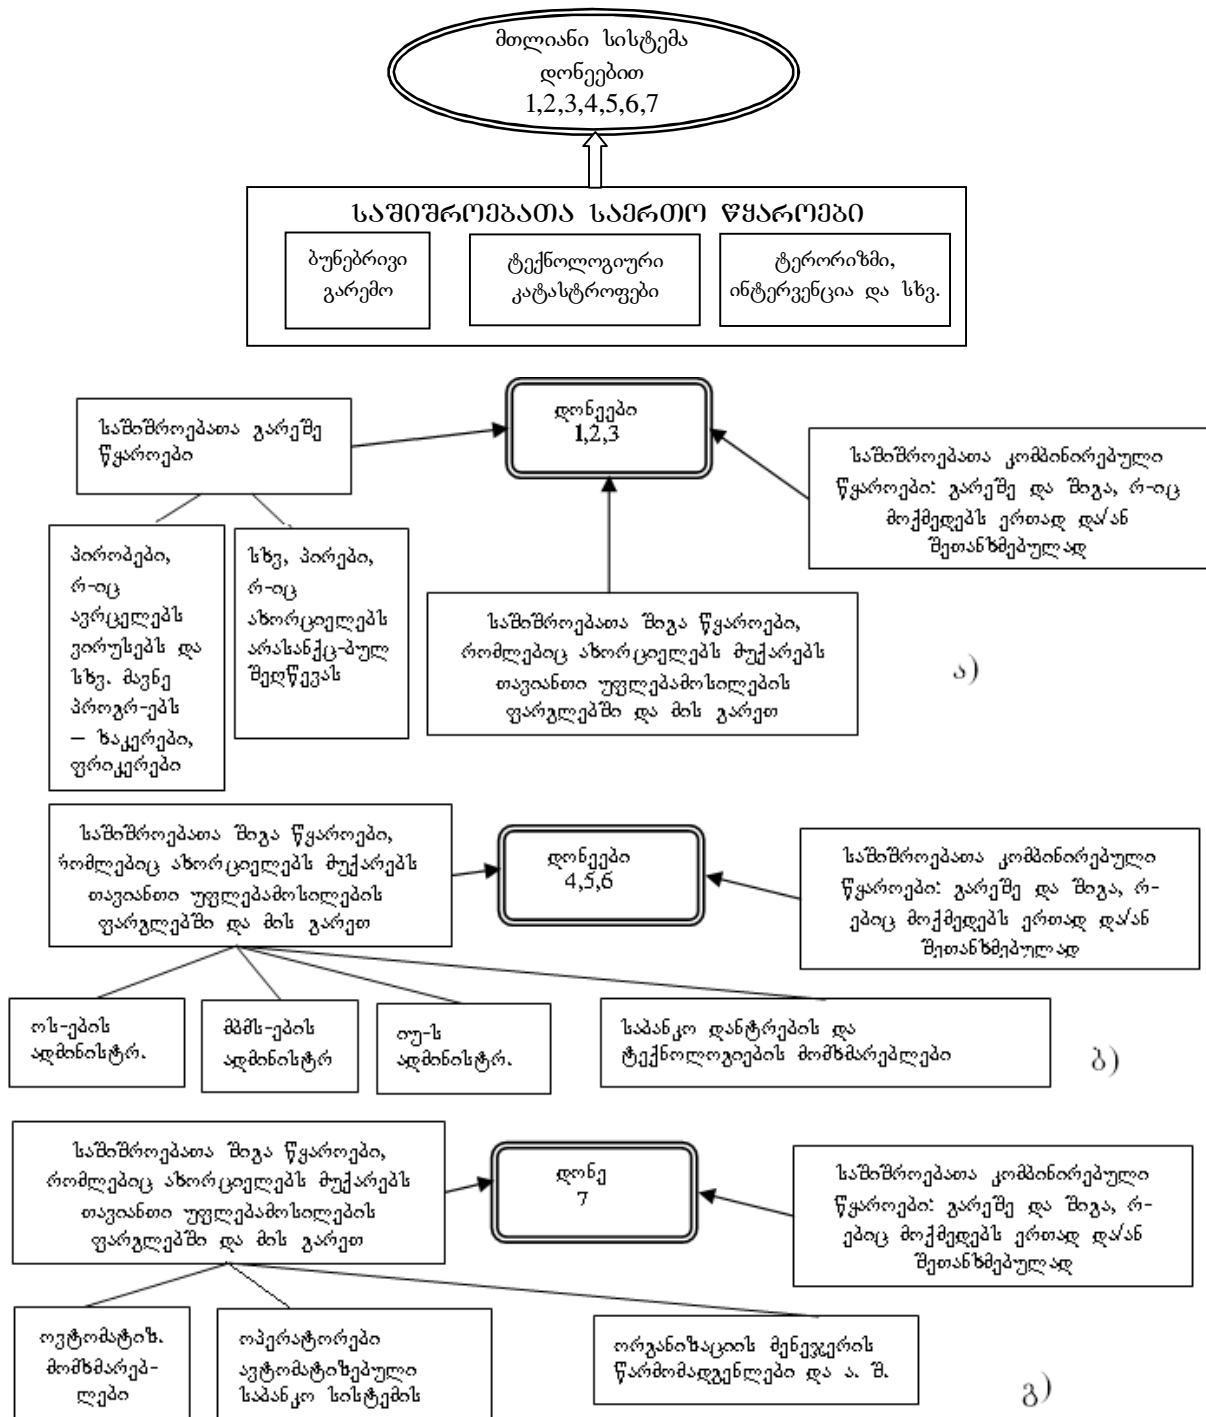 მთლიანი სისტემა
დონეებით
1,2,3,4,5,6,7
საშიშროებათა საერთო წყაროები
ბუნებრივი
გარემო
ტექნოლოგიური
კატასტროფები
ტერორიზმი,
ინტერვენცია და სხვ.
საშიშროებათა გარეშე
წყაროები
დონეები
1,2,3
საშიშროებათა კომბინირებული
წყაროები: გარეშე და შიგა, რ-იც
მოქმედებს ერთად და/ან
შეთანხმებულად
პირობები,
რ-იც
ავრცელებს
ვირუსებს და
სხვ. მავნე
პროგრ-ებს
– ხაკერები,
ფრიკერები
სხვ, პირები,
რ-იც
ახორციელებს
არასანქც-ბულ
შეღწევას
საშიშროებათა შიგა წყაროები,
რომლებიც ახორციელებს მუქარებს
თავიანთი უფლებამოსილების
ფარგლებში და მის გარეთ
ა)
საშიშროებათა შიგა წყაროები,
რომლებიც ახორციელებს მუქარებს
თავიანთი უფლებამოსილების
ფარგლებში და მის გარეთ
დონეები
4,5,6
საშიშროებათა კომბინირებული
წყაროები: გარეშე და შიგა, რ-
ებიც მოქმედებს ერთად და/ან
შეთანხმებულად
ოს-ების
ადმინისტრ.
მბმს-ების
ადმინისტრ
იუ-ს
ადმინისტრ.
საბანკო დანტრების და
ტექნოლოგიების მომხმარებლები
ბ)
საშიშროებათა შიგა წყაროები,
რომლებიც ახორციელებს მუქარებს
თავიანთი უფლებამოსილების
ფარგლებში და მის გარეთ
დონე
7
საშიშროებათა კომბინირებული
წყაროები: გარეშე და შიგა, რ-
ებიც მოქმედებს ერთად და/ან
შეთანხმებულად
ოვტომატიზ.
მომხმარებ-
ლები
ოპერატორები
ავტომატიზებული
საბანკო სისტემის
ორგანიზაციის მენეჯერის
წარმომადგენლები და ა. შ.
გ)